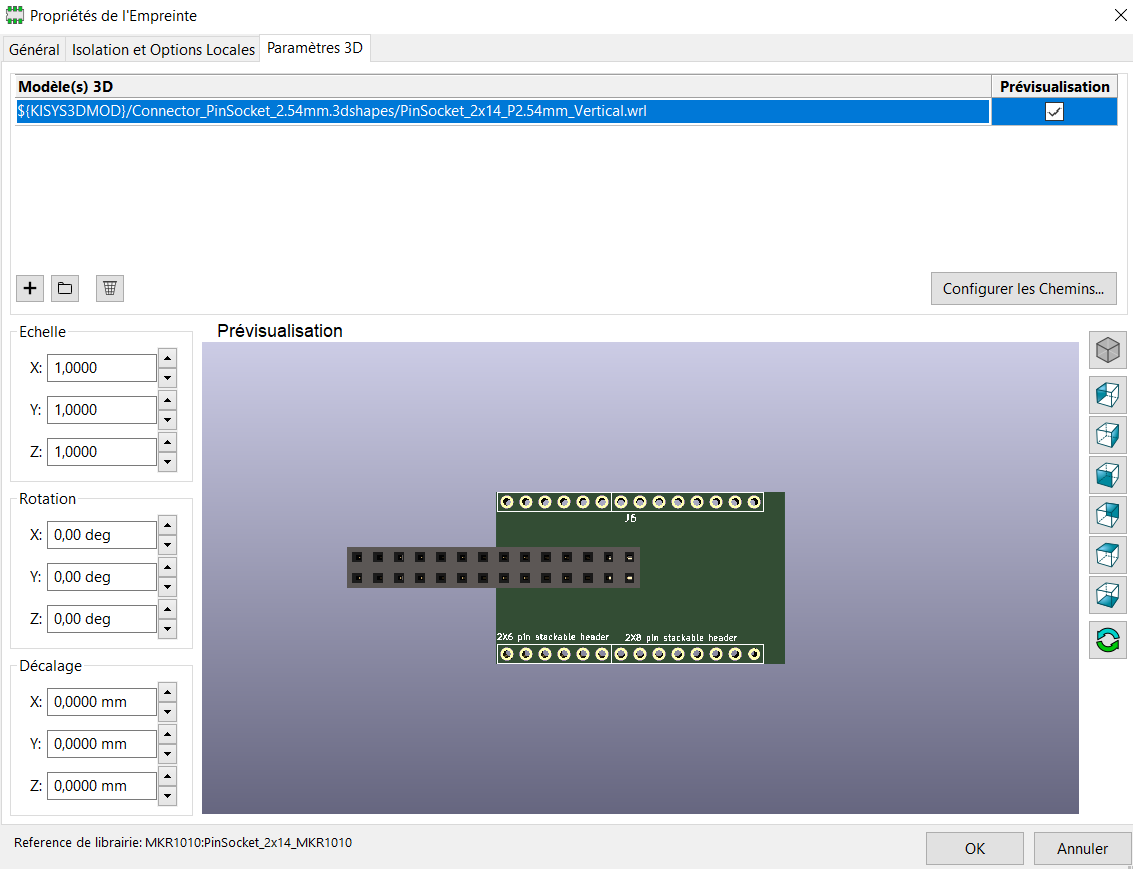 Propriétés de l'Empreinte
Général Isolation et Options Locales Paramètres 3D
Modèle(s) 3D Prévisualisation
${KISYS3DMOD}/Connector_PinSocket_2.54mm.3dshapes/PinSocket_2x14_P2.54mm_Vertical.wrl
Configurer les Chemins...
Echelle
X: 1,0000
Y: 1,0000
Z: 1,0000
Rotation
X: 0,00 deg
Y: 0,00 deg
Z: 0,00 deg
Décalage
X: 0,0000 mm
Y: 0,0000 mm
Z: 0,0000 mm
Prévisualisation
J6
2X6 pin stackable header 2X8 pin stackable header
Reference de librairie: MKR1010:PinSocket_2x14_MKR1010
OK Annuler